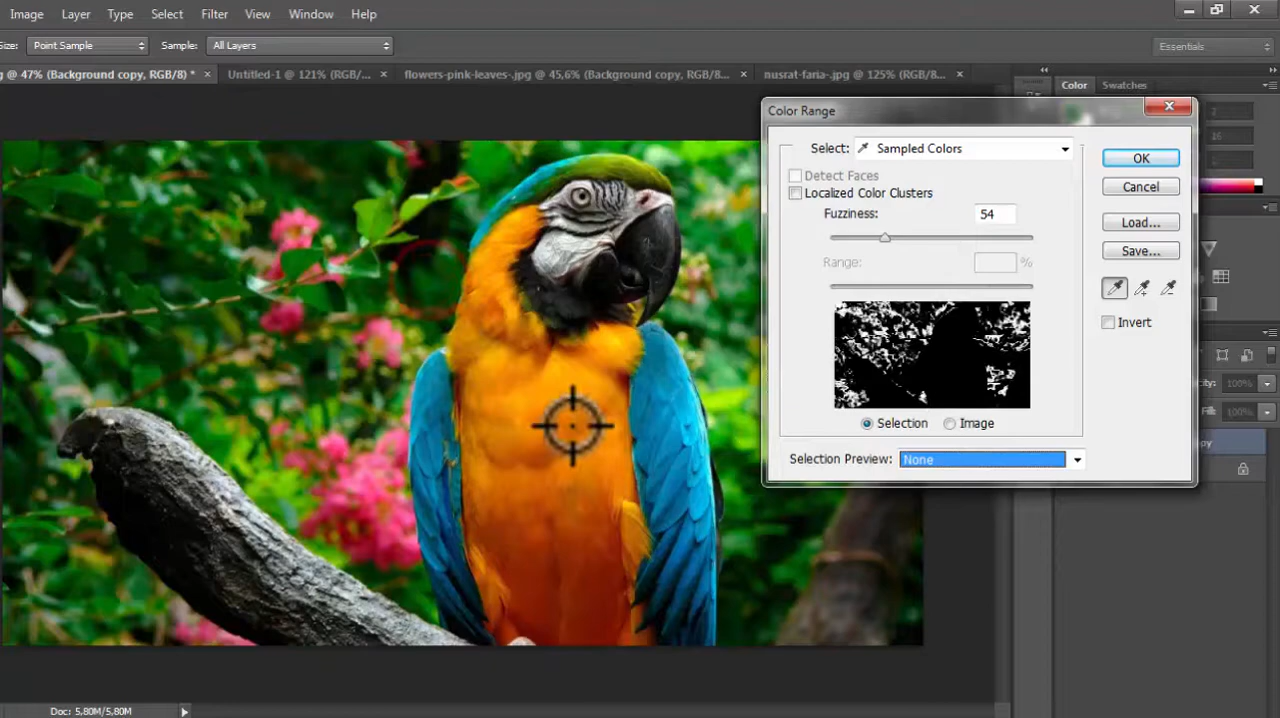 Image Layer Type Select Filter View Window Help
Size: Point Sample Sample: All Layers Essentials
g @ 47% (Background copy, RGB/8) * × Untitled-1 @ 121% (RGB/... × flowers-pink-leaves-.jpg @ 45,6% (Background copy, RGB/8... × nusrat-faria-.jpg @ 125% (RGB/8... × Color Swatches
Color Range
Select: Sampled Colors OK
Detect Faces
Localized Color Clusters Cancel
Fuzziness: 54
Load...
Save...
Range: %
Invert
Selection Image
Selection Preview: None
Doc: 5,80M/5,80M